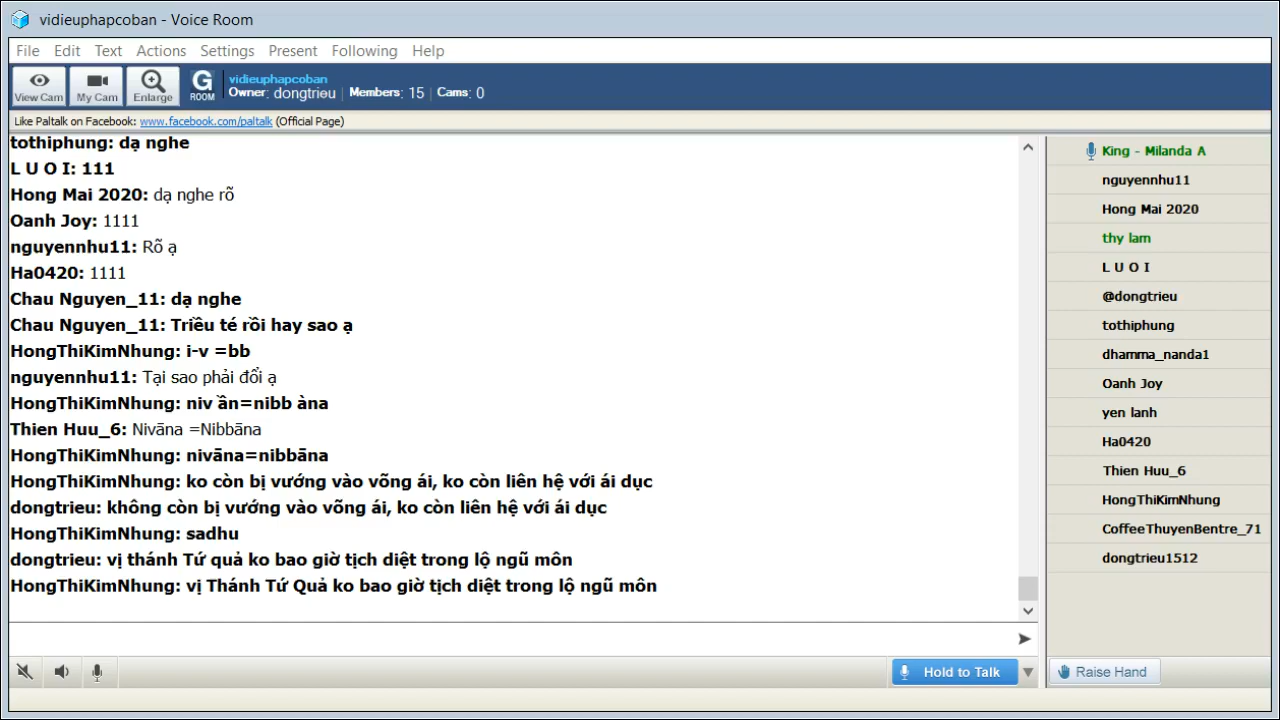 vidieuphapcoban - Voice Room
File Edit Text Actions Settings Present Following Help
View Cam My Cam Enlarge G ROOM
vidieuphapcoban
Owner: dongtrieu | Members: 15 | Cams: 0
Like Paltalk on Facebook: www.facebook.com/paltalk (Official Page)
tothiphung: dạ nghe
L U O I: 111
Hong Mai 2020: dạ nghe rõ
Oanh Joy: 1111
nguyennhu11: Rõ ạ
Ha0420: 1111
Chau Nguyen_11: dạ nghe
Chau Nguyen_11: Triều té rồi hay sao ạ
HongThiKimNhung: i-v =bb
nguyennhu11: Tại sao phải đổi ạ
HongThiKimNhung: niv ần=nibb àna
Thien Huu_6: Nivāna =Nibbāna
HongThiKimNhung: nivāna=nibbāna
HongThiKimNhung: ko còn bị vướng vào võng ái, ko còn liên hệ với ái dục
dongtrieu: không còn bị vướng vào võng ái, ko còn liên hệ với ái dục
HongThiKimNhung: sadhu
dongtrieu: vị thánh Tứ quả ko bao giờ tịch diệt trong lộ ngũ môn
HongThiKimNhung: vị Thánh Tứ Quả ko bao giờ tịch diệt trong lộ ngũ môn
King - Milanda A
nguyennhu11
Hong Mai 2020
thy lam
L U O I
@dongtrieu
tothiphung
dhamma_nanda1
Oanh Joy
yen lanh
Ha0420
Thien Huu_6
HongThiKimNhung
CoffeeThuyenBentre_71
dongtrieu1512
Hold to Talk
Raise Hand